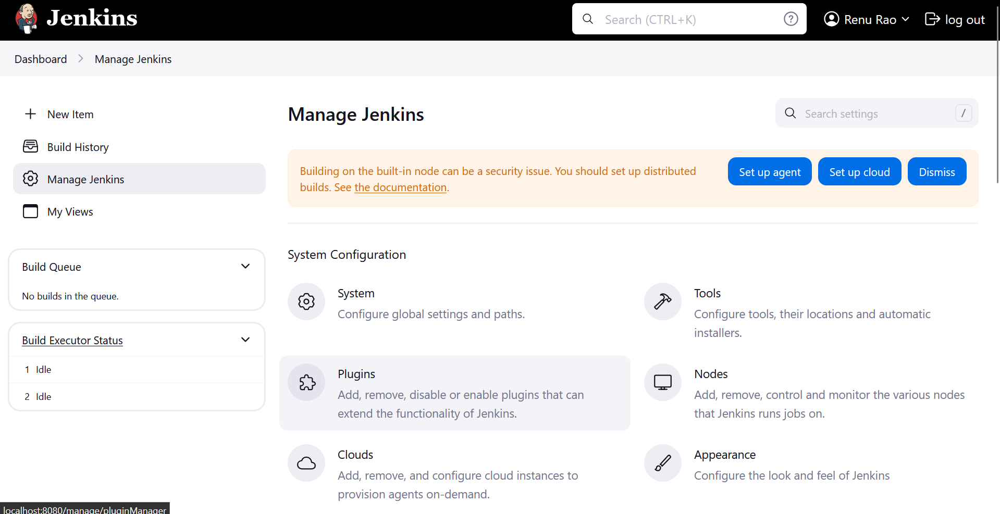 Jenkins
Search (CTRL+K)
?
Renu Rao
log out
Dashboard
Manage Jenkins
New Item
Build History
Manage Jenkins
My Views
Build Queue
No builds in the queue.
Build Executor Status
1 Idle
2 Idle
Manage Jenkins
Search settings
/
Building on the built-in node can be a security issue. You should set up distributed
builds. See the documentation.
Set up agent
Set up cloud
Dismiss
System Configuration
System
Configure global settings and paths.
Tools
Configure tools, their locations and automatic
installers.
Plugins
Add, remove, disable or enable plugins that can
extend the functionality of Jenkins.
Nodes
Add, remove, control and monitor the various nodes
that Jenkins runs jobs on.
Clouds
Add, remove, and configure cloud instances to
provision agents on-demand.
Appearance
Configure the look and feel of Jenkins
localhost:8080/manage/pluginManager